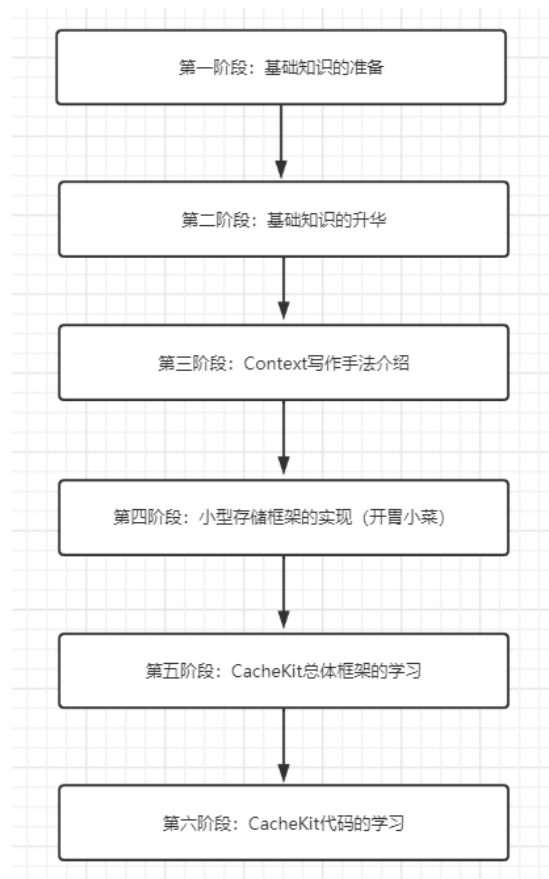 第一阶段：基础知识的准备
第二阶段：基础知识的升华
第三阶段：Context写作手法介绍
第四阶段：小型存储框架的实现（开胃小菜）
第五阶段：CacheKit总体框架的学习
第六阶段：CacheKit代码的学习